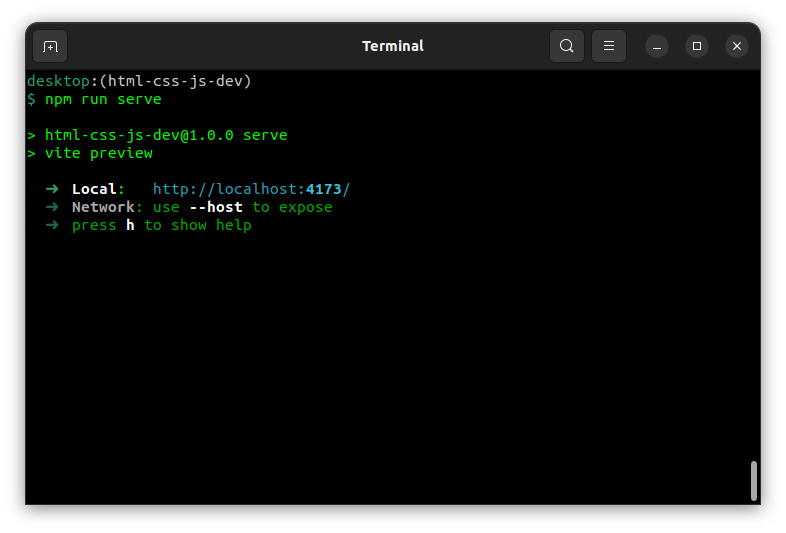 Terminal
desktop:(html-css-js-dev)
$ npm run serve
> html-css-js-dev@1.0.0 serve
> vite preview
➜ Local: http://localhost:4173/
➜ Network: use --host to expose
➜ press h to show help